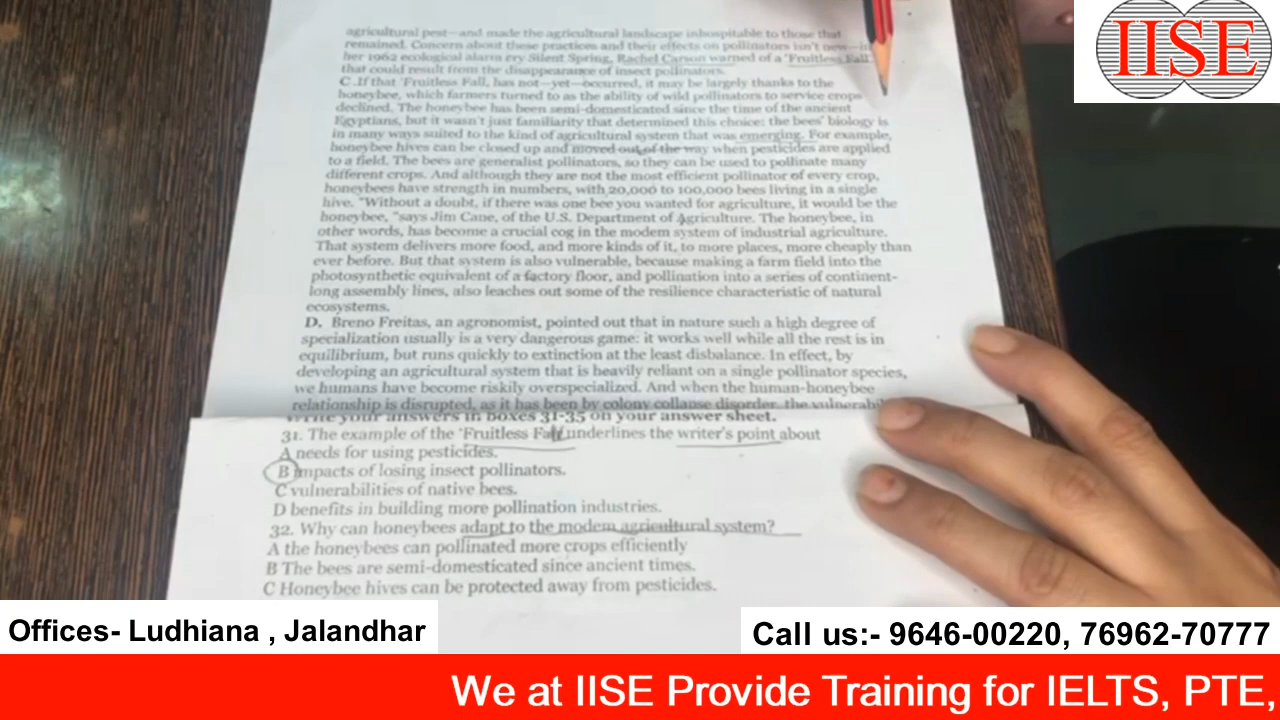 agricultural pest—and made the agricultural landscape inhospitable to those that
remained. Concern about these practices and their effects on pollinators isn't new—in
her 1962 ecological alarm cry Silent Spring, Rachel Carson warned of a 'Fruitless Fall'
that could result from the disappearance of insect pollinators.
C .If that 'Fruitless Fall, has not—yet—occurred, it may be largely thanks to the
honeybee, which farmers turned to as the ability of wild pollinators to service crops
declined. The honeybee has been semi-domesticated since the time of the ancient
Egyptians, but it wasn't just familiarity that determined this choice: the bees' biology is
in many ways suited to the kind of agricultural system that was emerging. For example,
honeybee hives can be closed up and moved out of the way when pesticides are applied
to a field. The bees are generalist pollinators, so they can be used to pollinate many
different crops. And although they are not the most efficient pollinator of every crop,
honeybees have strength in numbers, with 20,000 to 100,000 bees living in a single
hive. "Without a doubt, if there was one bee you wanted for agriculture, it would be the
honeybee, "says Jim Cane, of the U.S. Department of Agriculture. The honeybee, in
other words, has become a crucial cog in the modem system of industrial agriculture.
That system delivers more food, and more kinds of it, to more places, more cheaply than
ever before. But that system is also vulnerable, because making a farm field into the
photosynthetic equivalent of a factory floor, and pollination into a series of continent-
long assembly lines, also leaches out some of the resilience characteristic of natural
ecosystems.
D. Breno Freitas, an agronomist, pointed out that in nature such a high degree of
specialization usually is a very dangerous game: it works well while all the rest is in
equilibrium, but runs quickly to extinction at the least disbalance. In effect, by
developing an agricultural system that is heavily reliant on a single pollinator species,
we humans have become riskily overspecialized. And when the human-honeybee
relationship is disrupted, as it has been by colony collapse disorder, the vulnerabil
Write your answers in boxes 31-35 on your answer sheet.
31. The example of the 'Fruitless Fall' underlines the writer's point about
A needs for using pesticides.
B impacts of losing insect pollinators.
C vulnerabilities of native bees.
D benefits in building more pollination industries.
32. Why can honeybees adapt to the modem agricultural system?
A the honeybees can pollinated more crops efficiently
B The bees are semi-domesticated since ancient times.
C Honeybee hives can be protected away from pesticides.
IISE
Offices- Ludhiana , Jalandhar
Call us:- 9646-00220, 76962-70777
We at IISE Provide Training for IELTS, PTE,